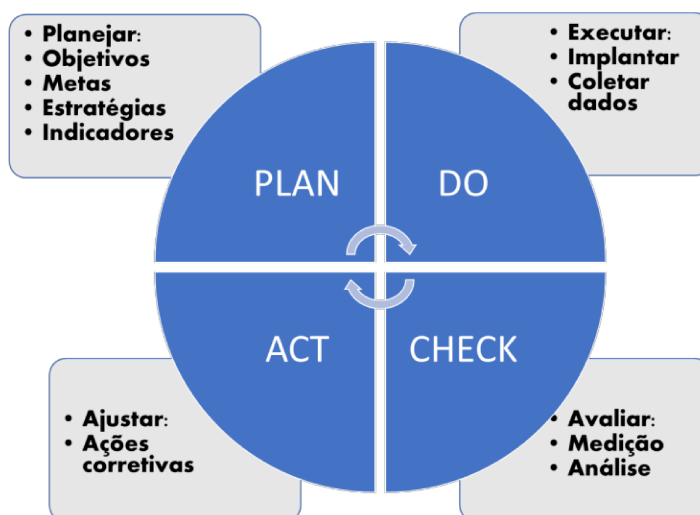 • Planejar:
• Objetivos
• Metas
• Estratégias
• Indicadores
• Executar:
• Implantar
• Coletar
dados
PLAN
DO
ACT
CHECK
• Ajustar:
• Ações
corretivas
• Avaliar:
• Medição
• Análise